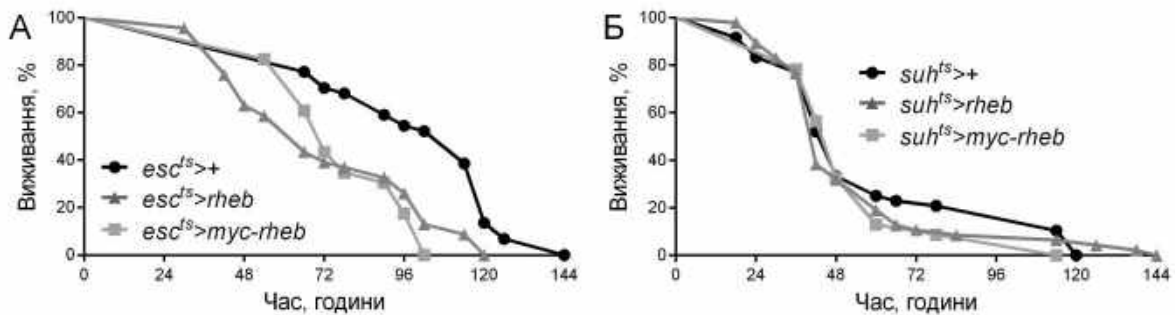 А
Виживання, %
100
80
60
40
20
0
esc^ts>+
esc^ts>rheb
esc^ts>myc-rheb
0 24 48 72 96 120 144
Час, години
Б
Виживання, %
100
80
60
40
20
0
suh^ts>+
suh^ts>rheb
suh^ts>myc-rheb
0 24 48 72 96 120 144
Час, години